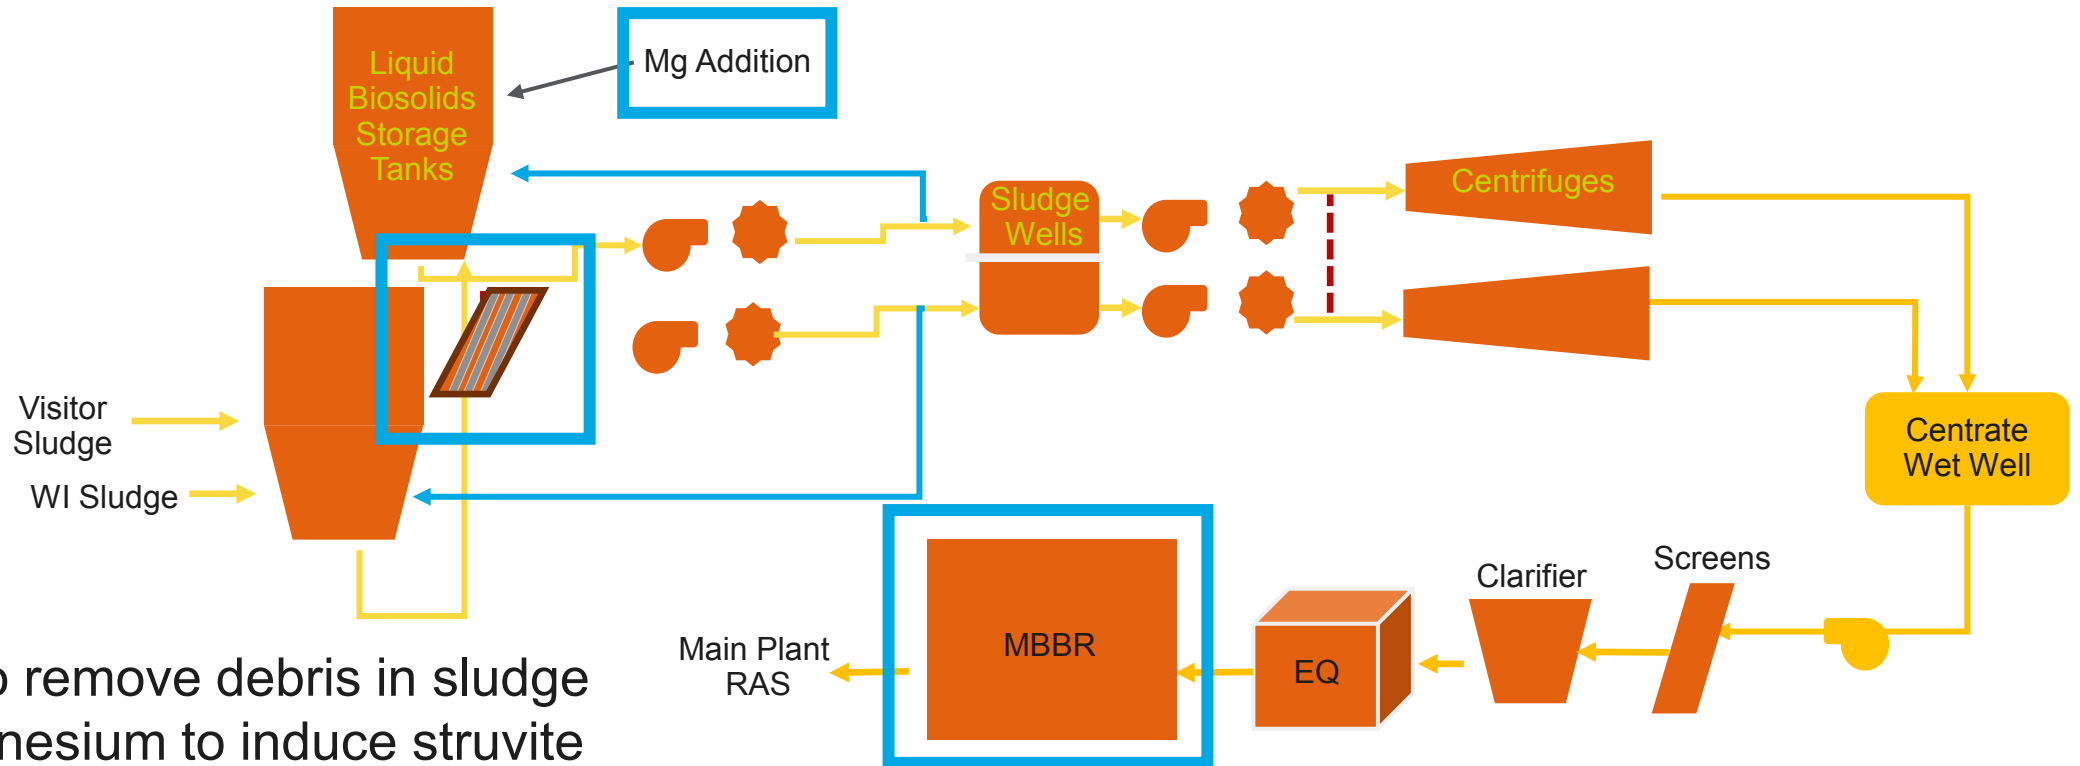 Liquid
Biosolids
Storage
Tanks
Mg Addition
Sludge
Wells
Centrifuges
Visitor
Sludge
WI Sludge
Centrate
Wet Well
Screens
Clarifier
EQ
MBBR
Main Plant
RAS
remove debris in sludge
to induce struvite